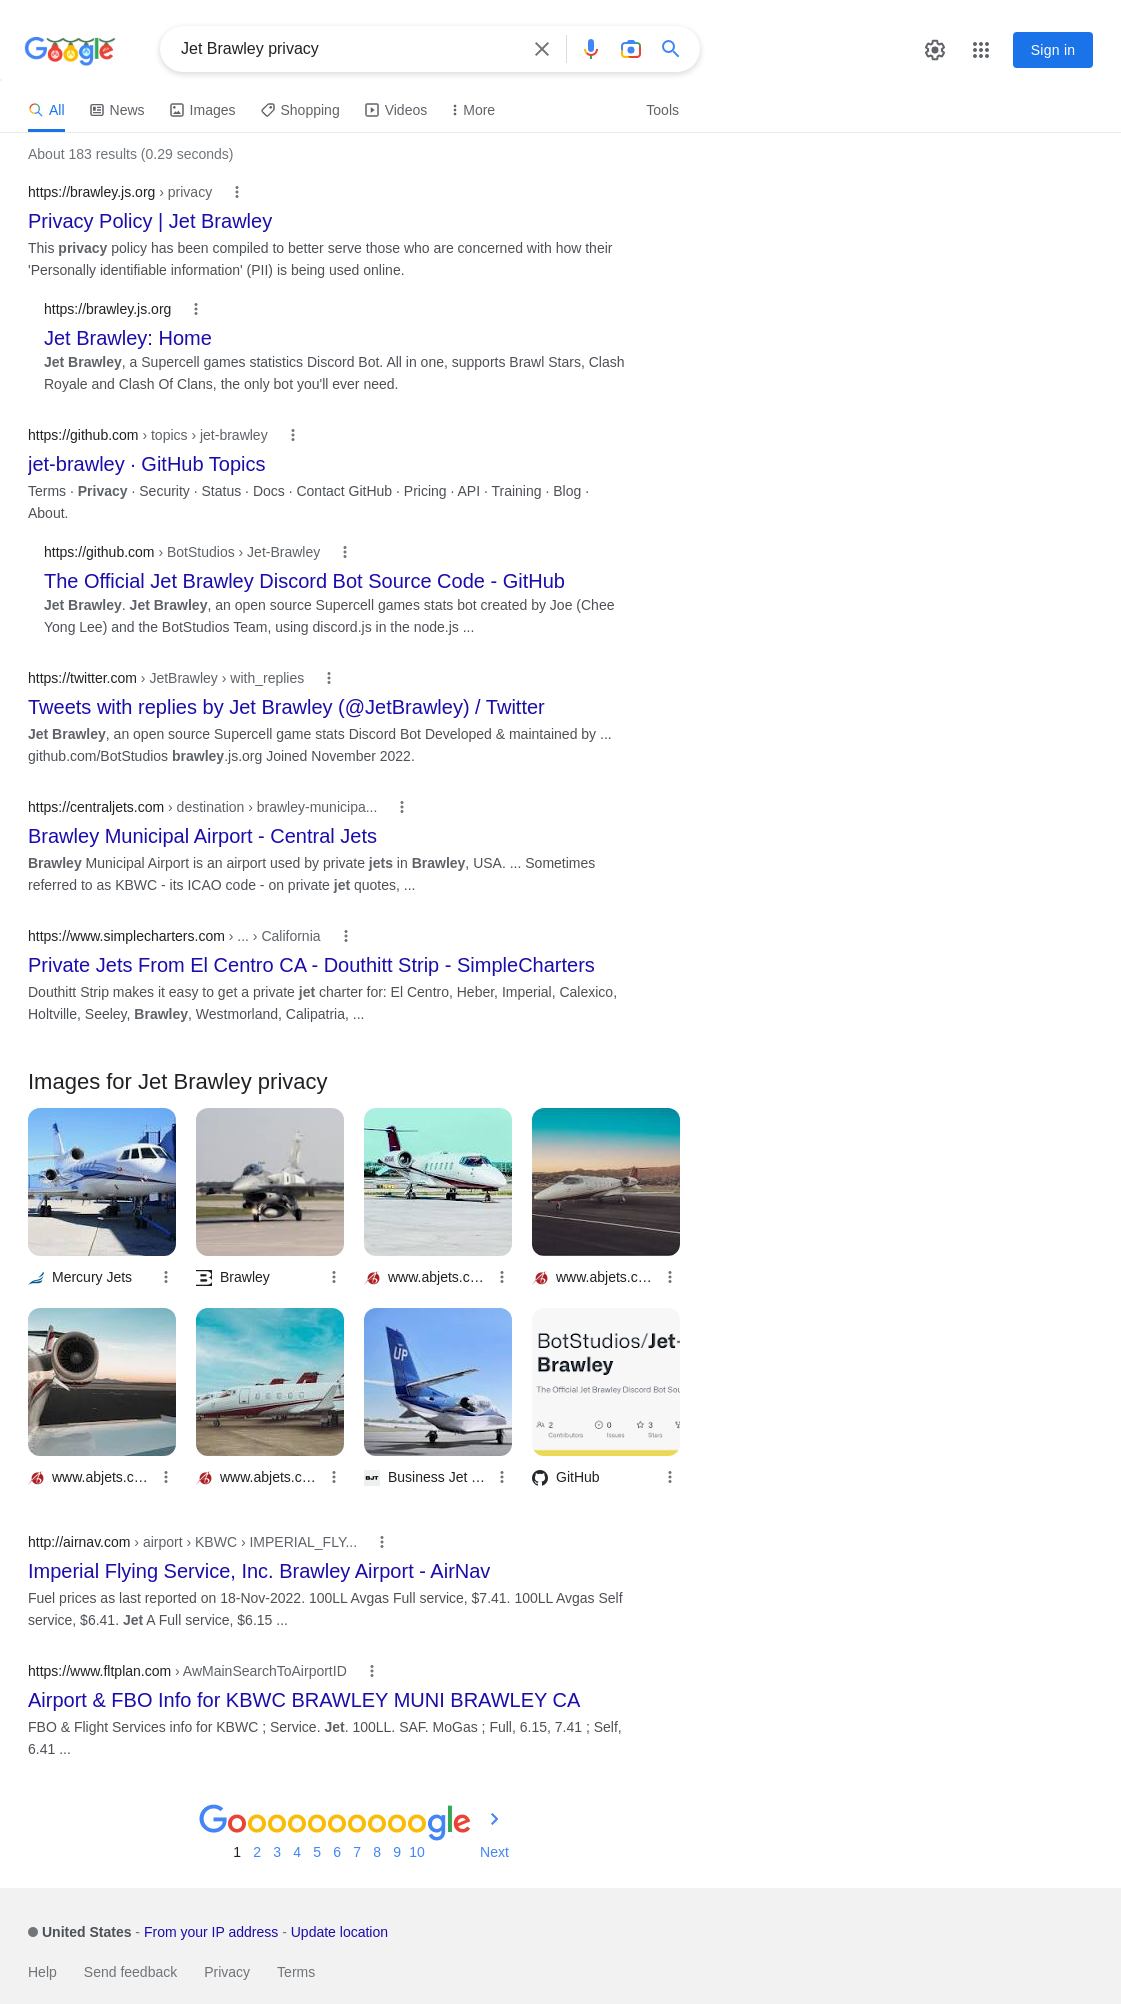 Google
Jet Brawley privacy
Sign in
All News Images Shopping Videos More Tools
About 183 results (0.29 seconds)
https://brawley.js.org › privacy
Privacy Policy | Jet Brawley
This privacy policy has been compiled to better serve those who are concerned with how their
'Personally identifiable information' (PII) is being used online.
https://brawley.js.org
Jet Brawley: Home
Jet Brawley, a Supercell games statistics Discord Bot. All in one, supports Brawl Stars, Clash
Royale and Clash Of Clans, the only bot you'll ever need.
https://github.com › topics › jet-brawley
jet-brawley · GitHub Topics
Terms · Privacy · Security · Status · Docs · Contact GitHub · Pricing · API · Training · Blog ·
About.
https://github.com › BotStudios › Jet-Brawley
The Official Jet Brawley Discord Bot Source Code - GitHub
Jet Brawley. Jet Brawley, an open source Supercell games stats bot created by Joe (Chee
Yong Lee) and the BotStudios Team, using discord.js in the node.js ...
https://twitter.com › JetBrawley › with_replies
Tweets with replies by Jet Brawley (@JetBrawley) / Twitter
Jet Brawley, an open source Supercell game stats Discord Bot Developed & maintained by ...
github.com/BotStudios brawley.js.org Joined November 2022.
https://centraljets.com › destination › brawley-municipa...
Brawley Municipal Airport - Central Jets
Brawley Municipal Airport is an airport used by private jets in Brawley, USA. ... Sometimes
referred to as KBWC - its ICAO code - on private jet quotes, ...
https://www.simplecharters.com › ... › California
Private Jets From El Centro CA - Douthitt Strip - SimpleCharters
Douthitt Strip makes it easy to get a private jet charter for: El Centro, Heber, Imperial, Calexico,
Holtville, Seeley, Brawley, Westmorland, Calipatria, ...
Images for Jet Brawley privacy
Mercury Jets Brawley www.abjets.c... www.abjets.c...
UP
BotStudios/Jet-
Brawley
The Official Jet Brawley Discord Bot Sou
2 0 3
Contributors Issues Stars
www.abjets.c... www.abjets.c... BJT Business Jet ... GitHub
http://airnav.com › airport › KBWC › IMPERIAL_FLY...
Imperial Flying Service, Inc. Brawley Airport - AirNav
Fuel prices as last reported on 18-Nov-2022. 100LL Avgas Full service, $7.41. 100LL Avgas Self
service, $6.41. Jet A Full service, $6.15 ...
https://www.fltplan.com › AwMainSearchToAirportID
Airport & FBO Info for KBWC BRAWLEY MUNI BRAWLEY CA
FBO & Flight Services info for KBWC ; Service. Jet. 100LL. SAF. MoGas ; Full, 6.15, 7.41 ; Self,
6.41 ...
Goooooooooogle
1 2 3 4 5 6 7 8 9 10 Next
United States - From your IP address - Update location
Help Send feedback Privacy Terms